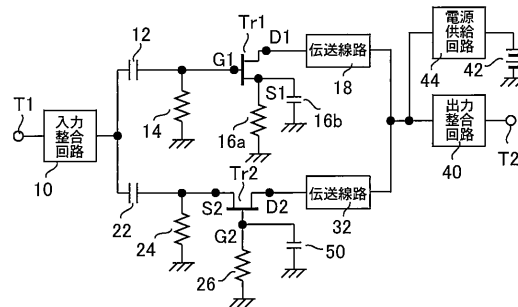 12
Tr1
D1
G1
伝送線路
18
電源
供給
回路
44
42
T1
入力
整合
回路
10
14
S1
16a
16b
出力
整合
回路
40
T2
Tr2
22
24
S2
D2
伝送線路
32
G2
26
50